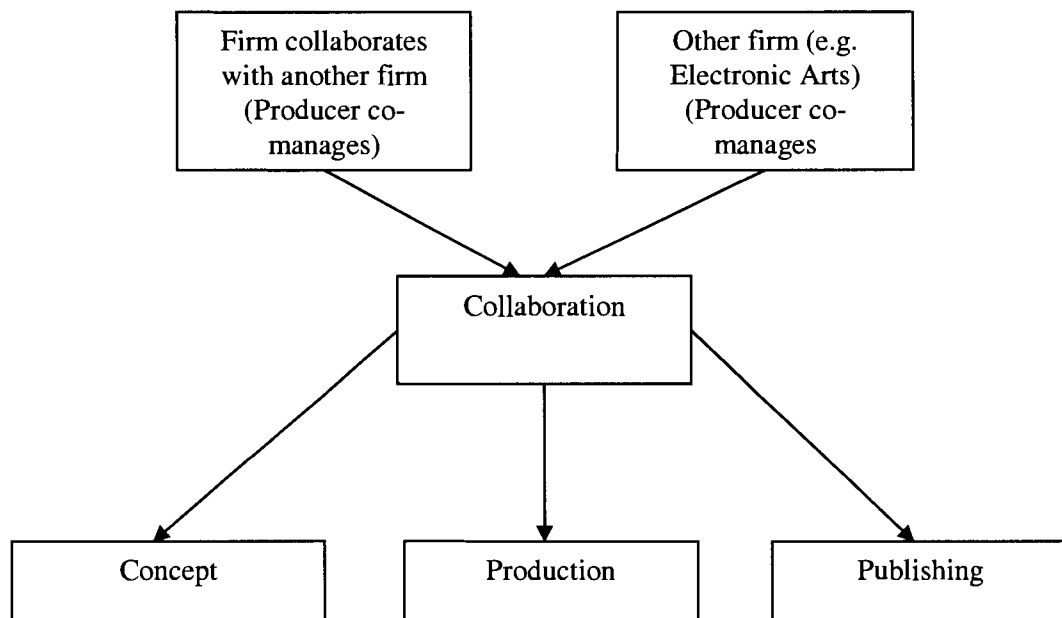 Firm collaborates
with another firm
(Producer co-
manages)
Other firm (e.g.
Electronic Arts)
(Producer co-
manages
Collaboration
Concept
Production
Publishing